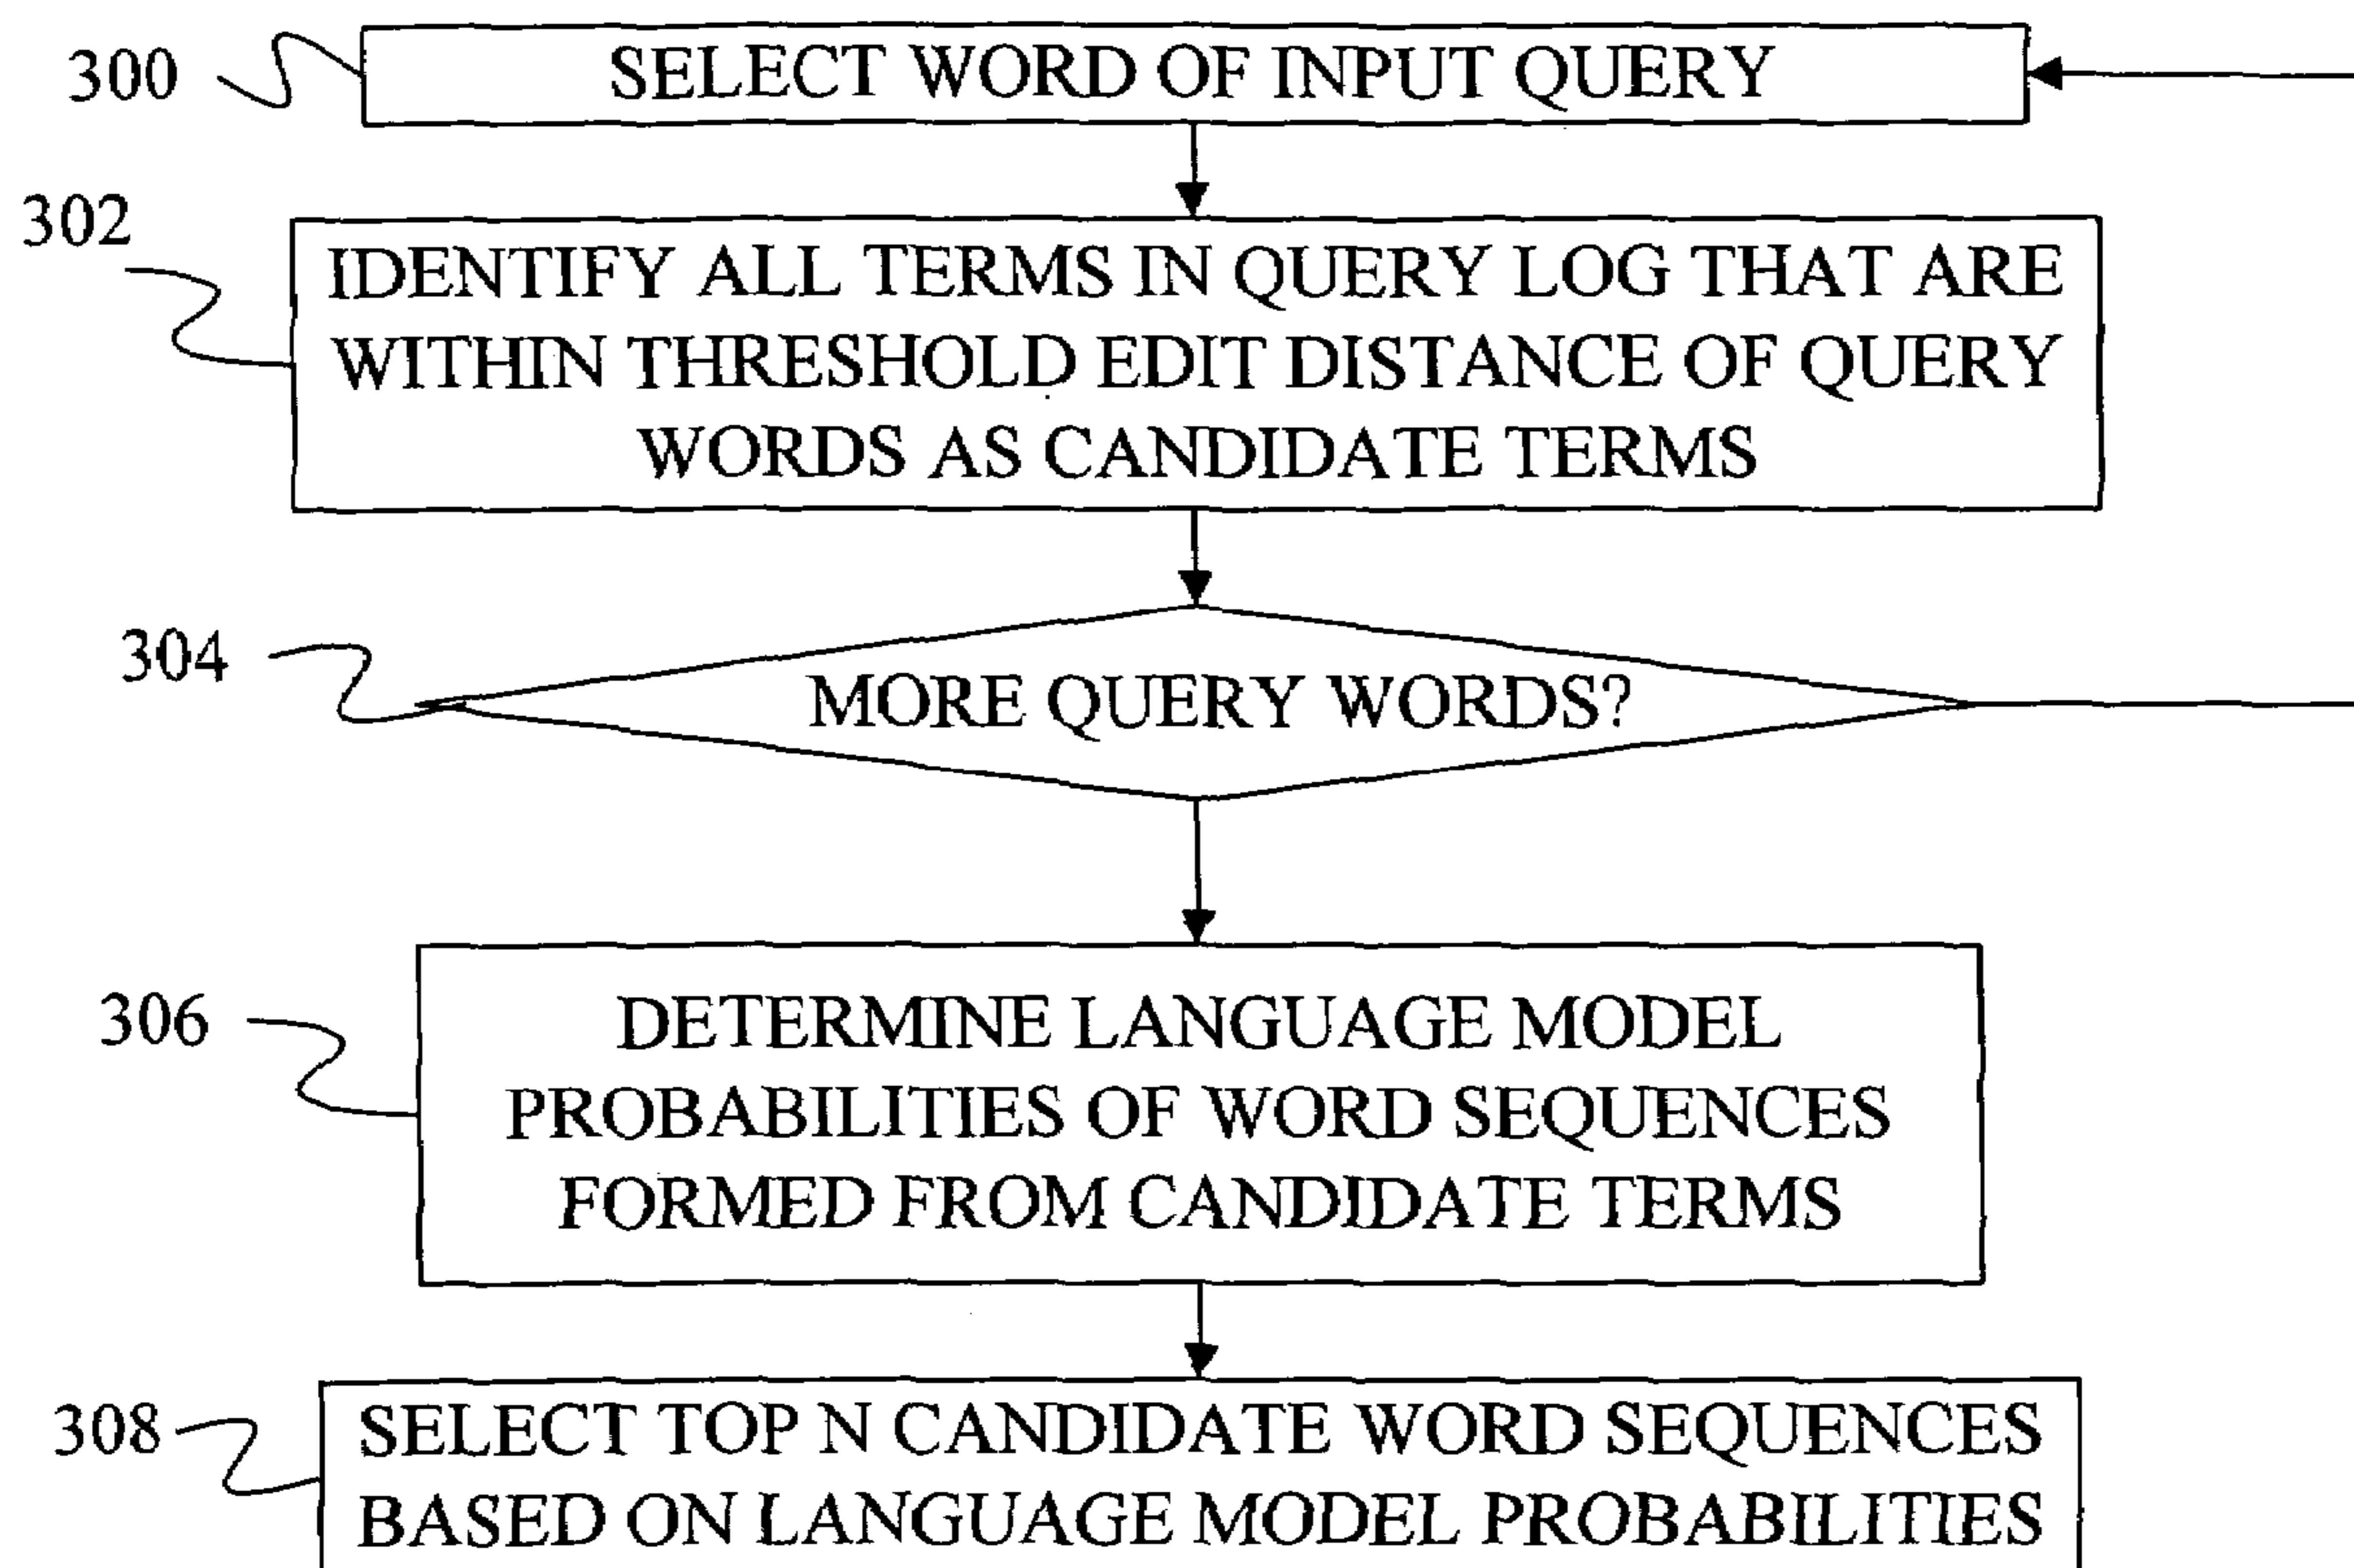 300
SELECT WORD OF INPUT QUERY
302
IDENTIFY ALL TERMS IN QUERY LOG THAT ARE
WITHIN THRESHOLD EDIT DISTANCE OF QUERY
WORDS AS CANDIDATE TERMS
304
MORE QUERY WORDS?
306
DETERMINE LANGUAGE MODEL
PROBABILITIES OF WORD SEQUENCES
FORMED FROM CANDIDATE TERMS
308
SELECT TOP N CANDIDATE WORD SEQUENCES
BASED ON LANGUAGE MODEL PROBABILITIES